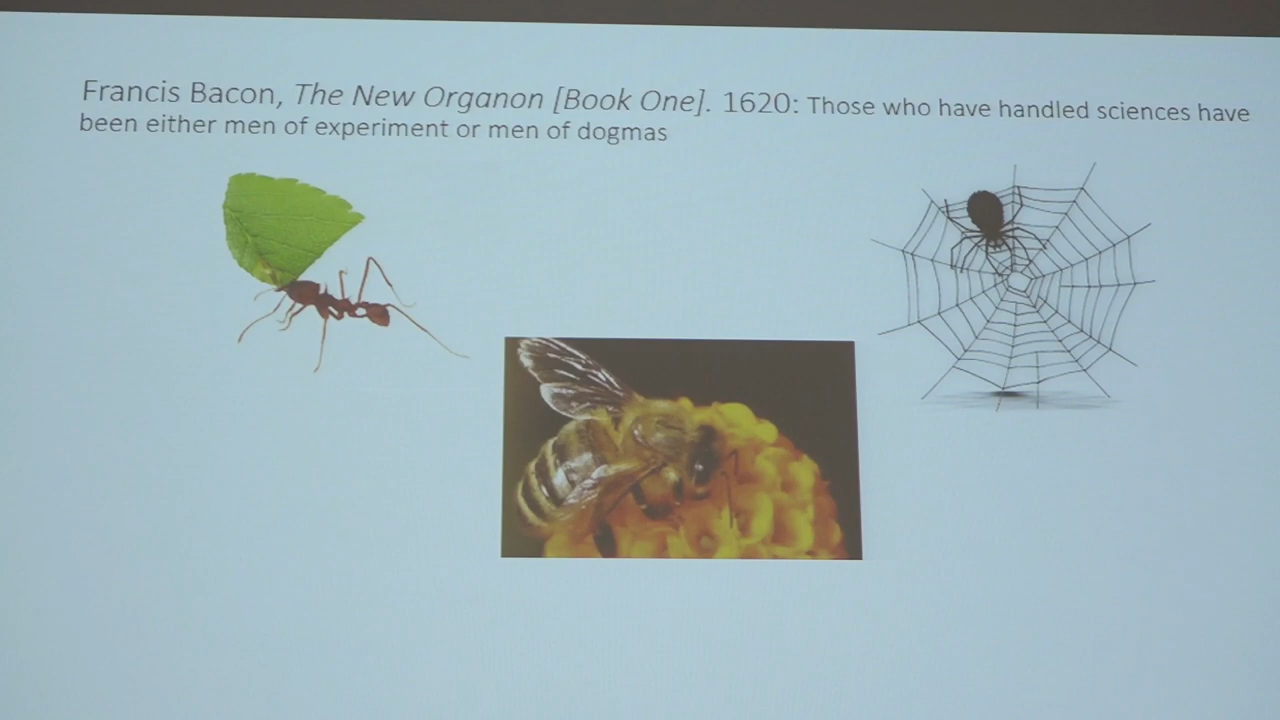 Francis Bacon, The New Organon [Book One]. 1620: Those who have handled sciences have
been either men of experiment or men of dogmas